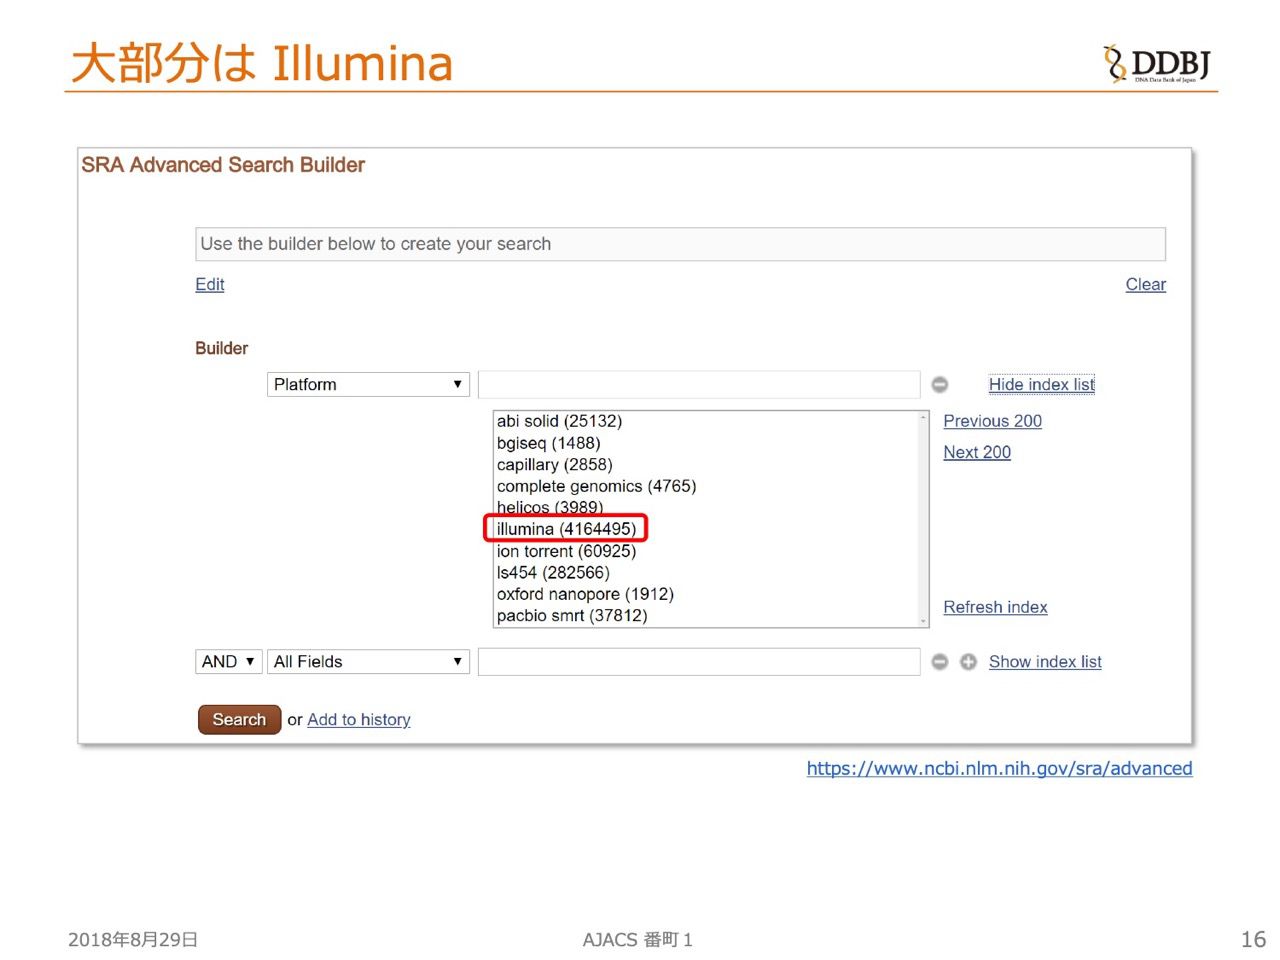 大部分は Illumina
DDBJ
DNA Data Bank of Japan
SRA Advanced Search Builder
Use the builder below to create your search
Edit
Clear
Builder
Platform
Hide index list
abi solid (25132)
Previous 200
bgiseq (1488)
Next 200
capillary (2858)
complete genomics (4765)
helicos (3989)
illumina (4164495)
ion torrent (60925)
ls454 (282566)
oxford nanopore (1912)
Refresh index
pacbio smrt (37812)
AND All Fields Show index list
Search or Add to history
https://www.ncbi.nlm.nih.gov/sra/advanced
2018年8月29日
AJACS 番町1
16